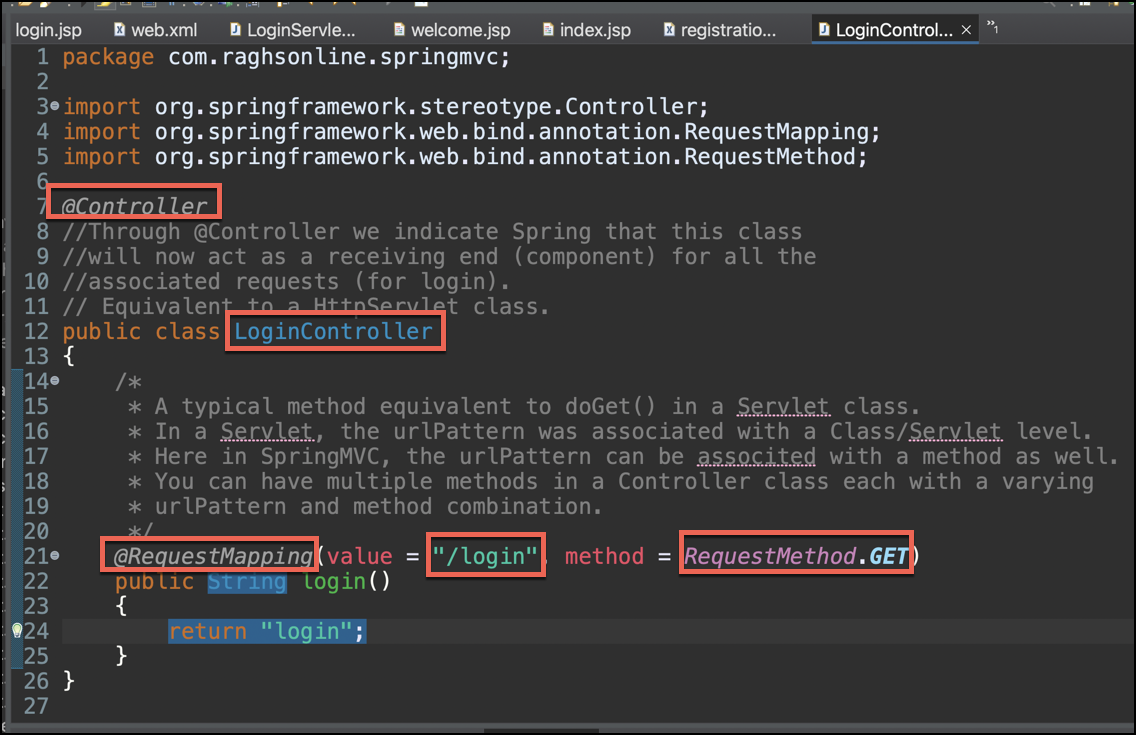 login.jsp web.xml LoginServle... welcome.jsp index.jsp registratio... LoginControl... × »1
1 package com.raghsonline.springmvc;
2
3 import org.springframework.stereotype.Controller;
4 import org.springframework.web.bind.annotation.RequestMapping;
5 import org.springframework.web.bind.annotation.RequestMethod;
6
7 @Controller
8 //Through @Controller we indicate Spring that this class
9 //will now act as a receiving end (component) for all the
10 //associated requests (for login).
11 // Equivalent to a HttpServlet class.
12 public class LoginController
13 {
14 /*
15 * A typical method equivalent to doGet() in a Servlet class.
16 * In a Servlet, the urlPattern was associated with a Class/Servlet level.
17 * Here in SpringMVC, the urlPattern can be associted with a method as well.
18 * You can have multiple methods in a Controller class each with a varying
19 * urlPattern and method combination.
20 */
21 @RequestMapping(value = "/login", method = RequestMethod.GET)
22 public String login()
23 {
24 return "login";
25 }
26 }
27